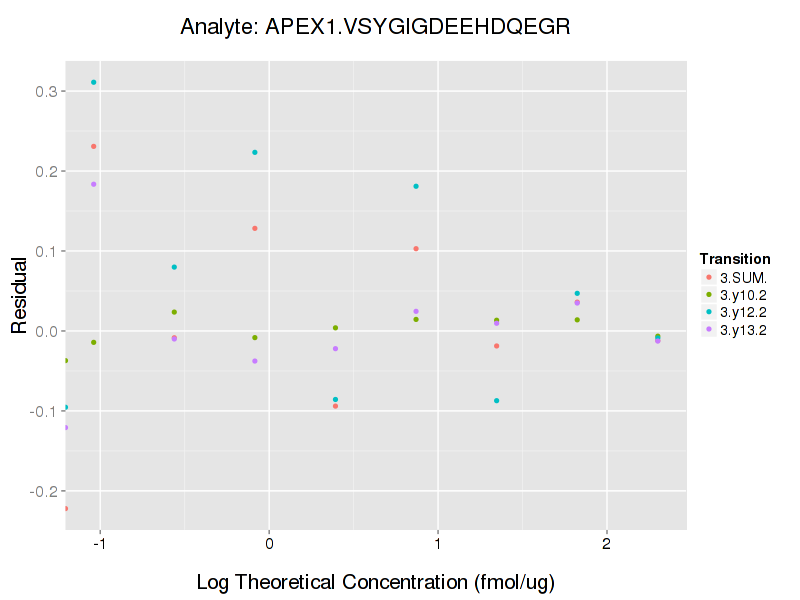 Analyte: APEX1.VSYGIGDEEHDQEGR
0.3
0.2
0.1
0.0
-0.1
-0.2
Residual
-1 0 1 2
Log Theoretical Concentration (fmol/ug)
Transition
3.SUM.
3.y10.2
3.y12.2
3.y13.2